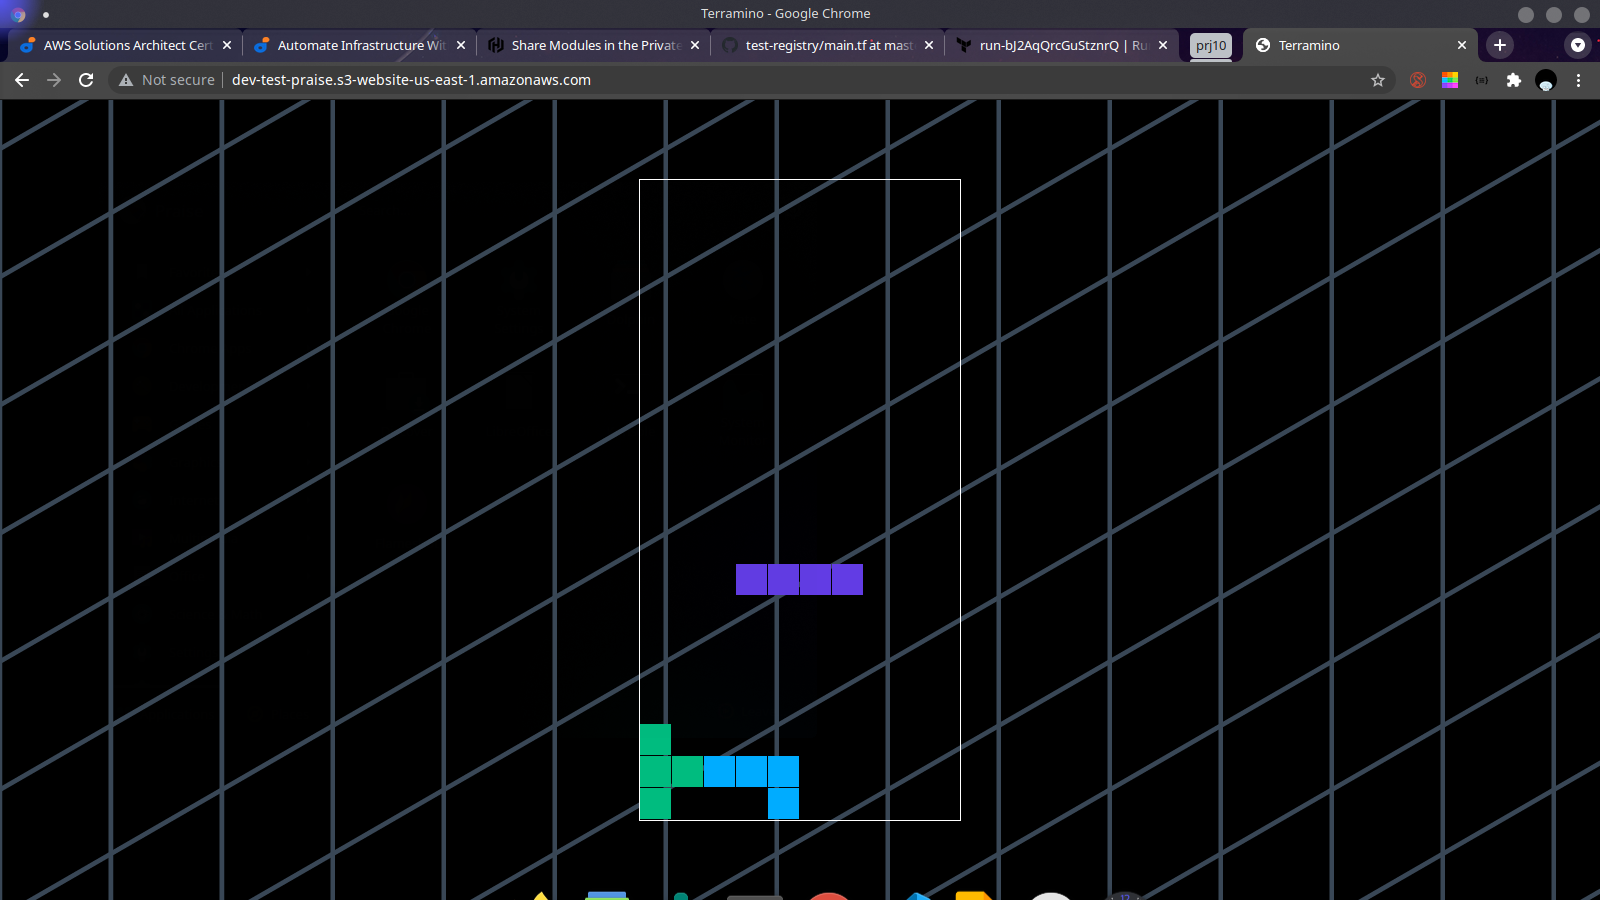 Terramino - Google Chrome
AWS Solutions Architect Cert
Automate Infrastructure Wit
Share Modules in the Private
test-registry/main.tf at mast
run-bJ2AqQrcGuStznrQ | Ru
prj10
Terramino
Not secure
dev-test-praise.s3-website-us-east-1.amazonaws.com